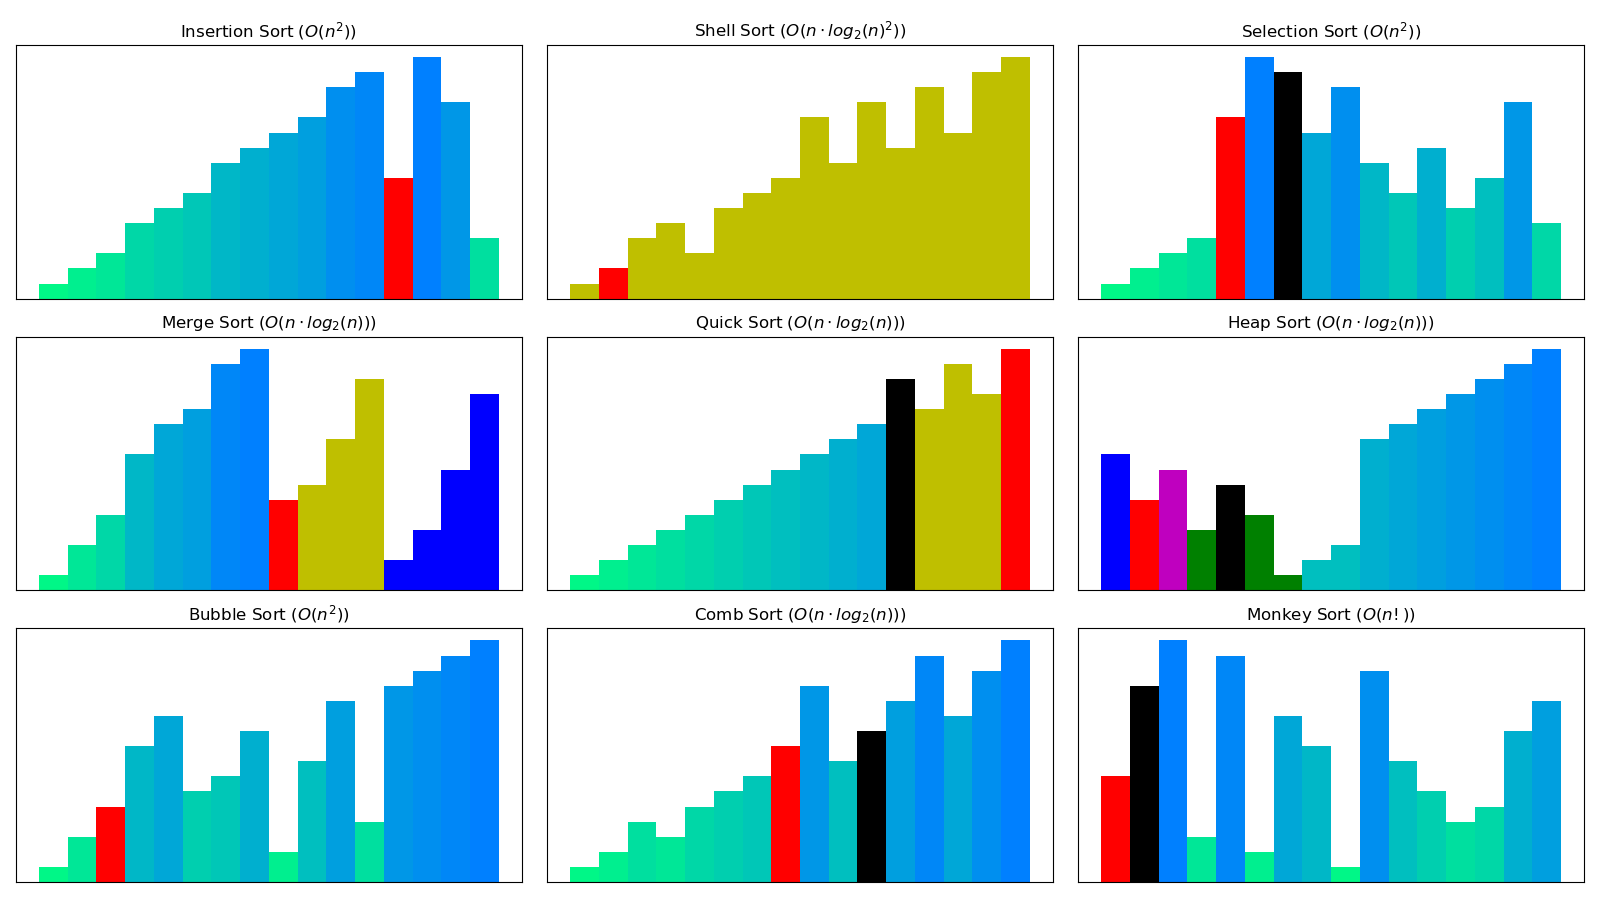 Insertion Sort (O(n²))
Shell Sort (O(n · log₂(n)²))
Selection Sort (O(n²))
Merge Sort (O(n · log₂(n)))
Quick Sort (O(n · log₂(n)))
Heap Sort (O(n · log₂(n)))
Bubble Sort (O(n²))
Comb Sort (O(n · log₂(n)))
Monkey Sort (O(n!))